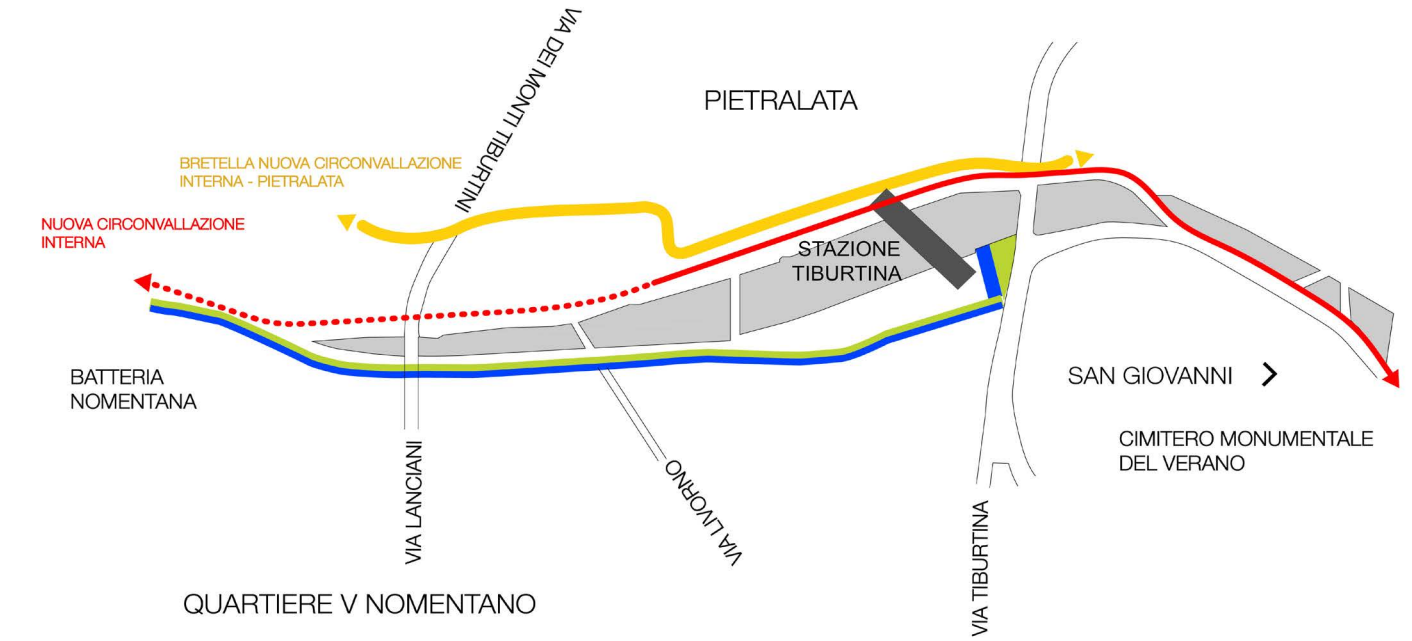 VIA DEI MONTI TIBURTINI
PIETRALATA
BRETELLA NUOVA CIRCONVALLAZIONE
INTERNA - PIETRALATA
NUOVA CIRCONVALLAZIONE
INTERNA
STAZIONE
TIBURTINA
BATTERIA
NOMENTANA
SAN GIOVANNI
CIMITERO MONUMENTALE
DEL VERANO
VIA LANCIANI
VIA LIVORNO
VIA TIBURTINA
QUARTIERE V NOMENTANO